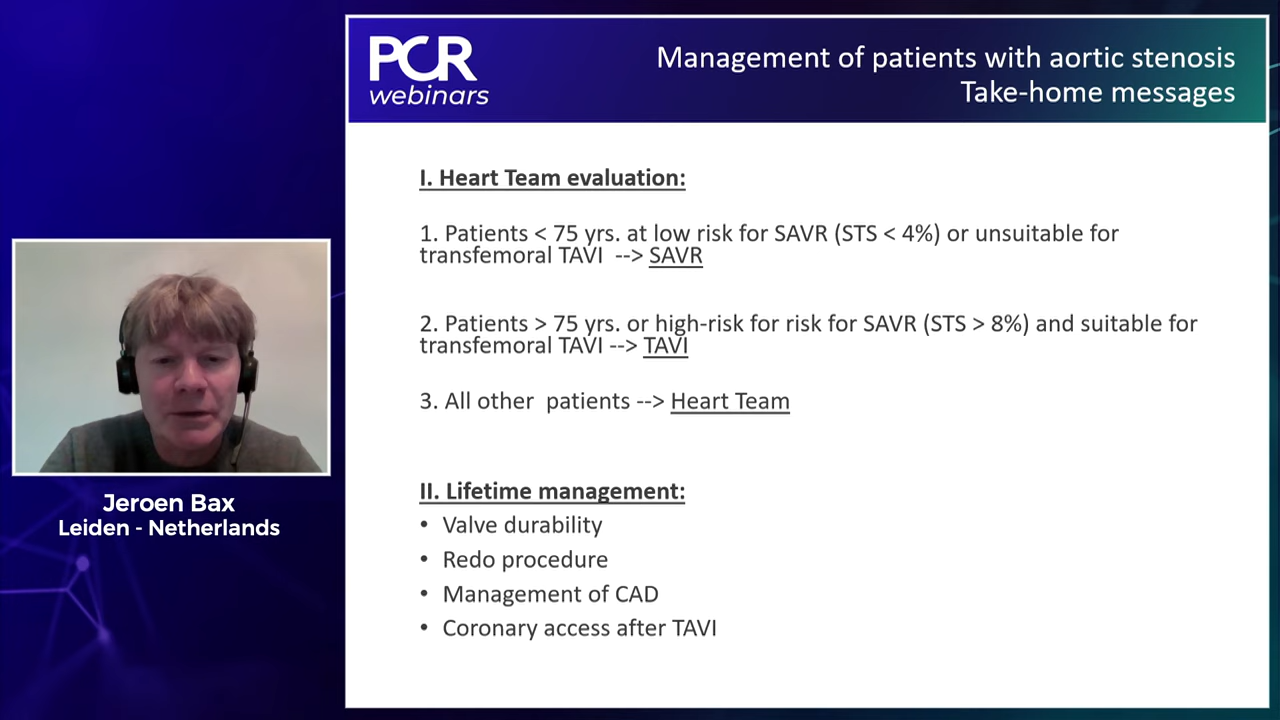 PCR
webinars
Management of patients with aortic stenosis
Take-home messages
I. Heart Team evaluation:
1. Patients < 75 yrs. at low risk for SAVR (STS < 4%) or unsuitable for
transfemoral TAVI --> SAVR
2. Patients > 75 yrs. or high-risk for risk for SAVR (STS > 8%) and suitable for
transfemoral TAVI --> TAVI
3. All other patients --> Heart Team
II. Lifetime management:
• Valve durability
• Redo procedure
• Management of CAD
• Coronary access after TAVI
Jeroen Bax
Leiden - Netherlands